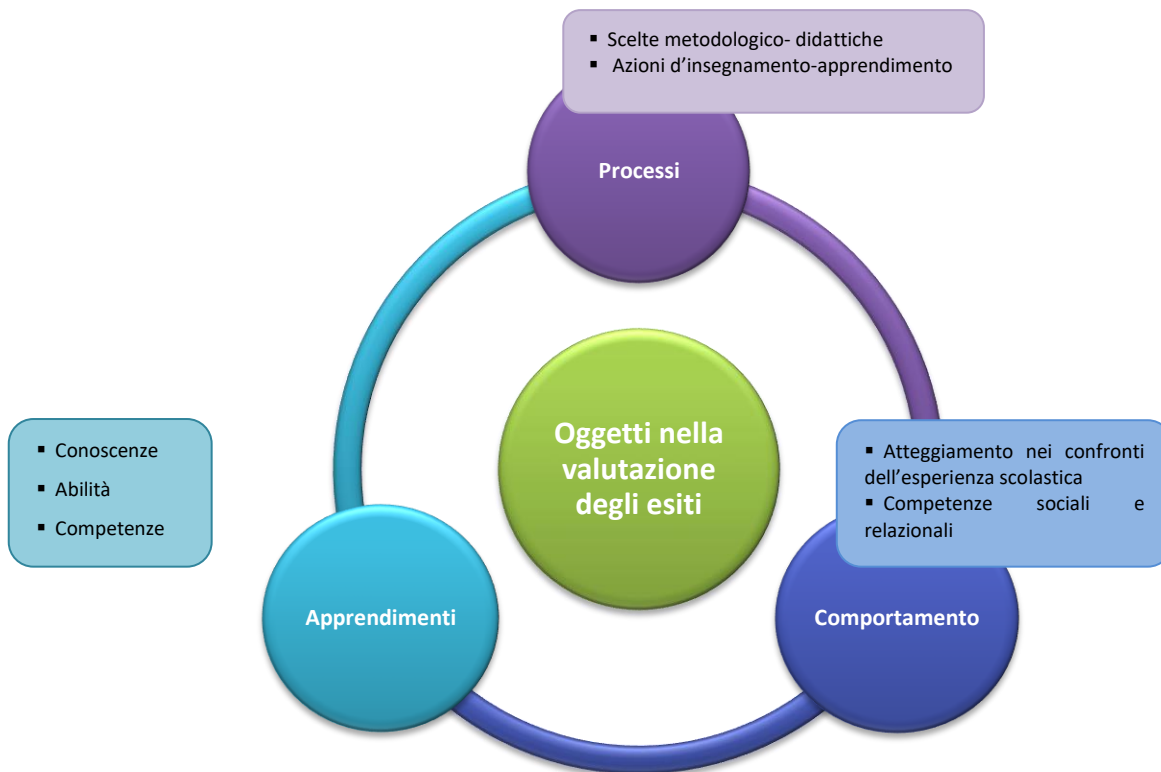 ▪ Scelte metodologico- didattiche
▪ Azioni d’insegnamento-apprendimento
Processi
Oggetti nella
valutazione
degli esiti
▪ Conoscenze
▪ Abilità
▪ Competenze
▪ Atteggiamento nei confronti
dell’esperienza scolastica
▪ Competenze sociali e
relazionali
Apprendimenti
Comportamento